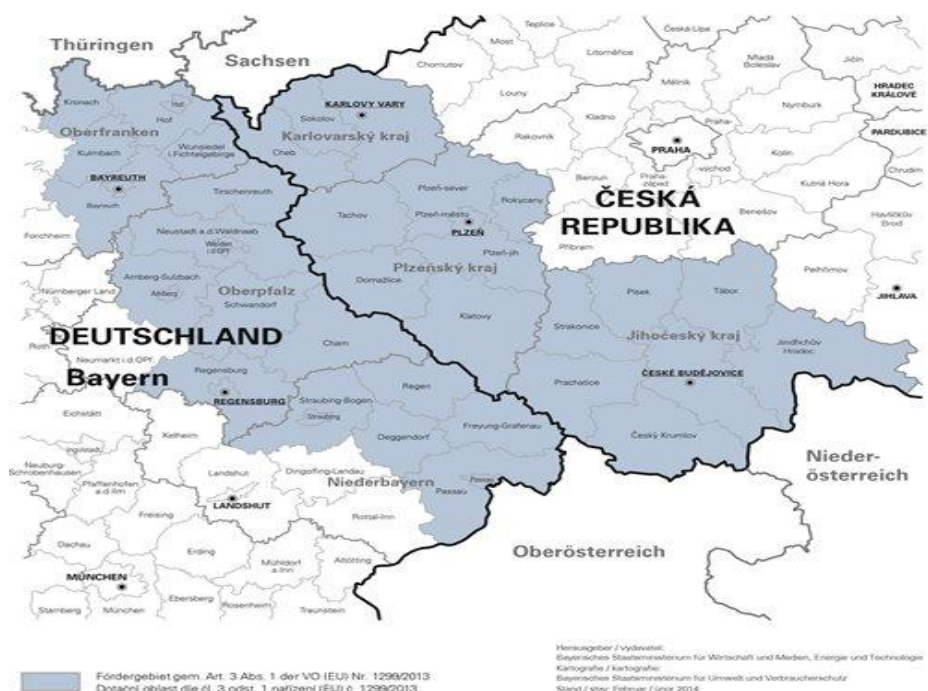 Thüringen
Sachsen
Teplice
Most
Chomutov
Litoměřice
Česká Lípa
Mladá
Boleslav
Jičín
Louny
Mělník
HRADEC
KRÁLOVÉ
Nymburk
Kronach
Hof
Hof
Oberfranken
KARLOVY VARY
Sokolov
Karlovarský kraj
Cheb
Rakovník
Kladno
Praha-
PRAHA
PARDUBICE
Kulmbach
Wunsiedel
i.Fichtelgebirge
BAYREUTH
Bayreuth
Tirschenreuth
Plzeň-sever
Rokycany
Beroun
Praha-
západ
východ
Kolín
Kutná Hora
Chrudim
ČESKÁ
REPUBLIKA
Benešov
Havlíčkův
Brod
Příbram
Forchheim
Neustadt a.d.Waldnaab
Weiden
i.d.OPf.
Tachov
Plzeň-město
PLZEŇ
Plzeň-jih
Plzeňský kraj
Domažlice
Pelhřimov
JIHLAVA
Nürnberger Land
Amberg-Sulzbach
Amberg
Oberpfalz
Schwandorf
Klatovy
Písek
Tábor
Strakonice
Jihočeský kraj
Jindřichův
Hradec
DEUTSCHLAND
Roth
Neumarkt i.d.OPf.
Cham
Bayern
Regensburg
REGENSBURG
Prachatice
ČESKÉ BUDĚJOVICE
Straubing-Bogen
Straubing
Regen
Eichstätt
Deggendorf
Freyung-Grafenau
Český Krumlov
Ingolstadt
Kelheim
Neuburg-
Schrobenhausen
Pfaffenhofen
a.d.Ilm
Landshut
LANDSHUT
Dingolfing-Landau
Niederbayern
Passau
Passau
Nieder-
österreich
Rottal-Inn
Freising
Dachau
Erding
Mühldorf
a.Inn
Altötting
Oberösterreich
MÜNCHEN
München
Starnberg
Ebersberg
Rosenheim
Traunstein
Fördergebiet gem. Art. 3 Abs. 1 der VO (EU) Nr. 1299/2013
Dotační oblast dle čl. 3 odst. 1 nařízení (EU) č. 1299/2013
Herausgeber / vydavatel:
Bayerisches Staatsministerium für Wirtschaft und Medien, Energie und Technologie
Kartografie / kartografie:
Bayerisches Staatsministerium für Umwelt und Verbraucherschutz
Stand / stav: Februar / únor 2014